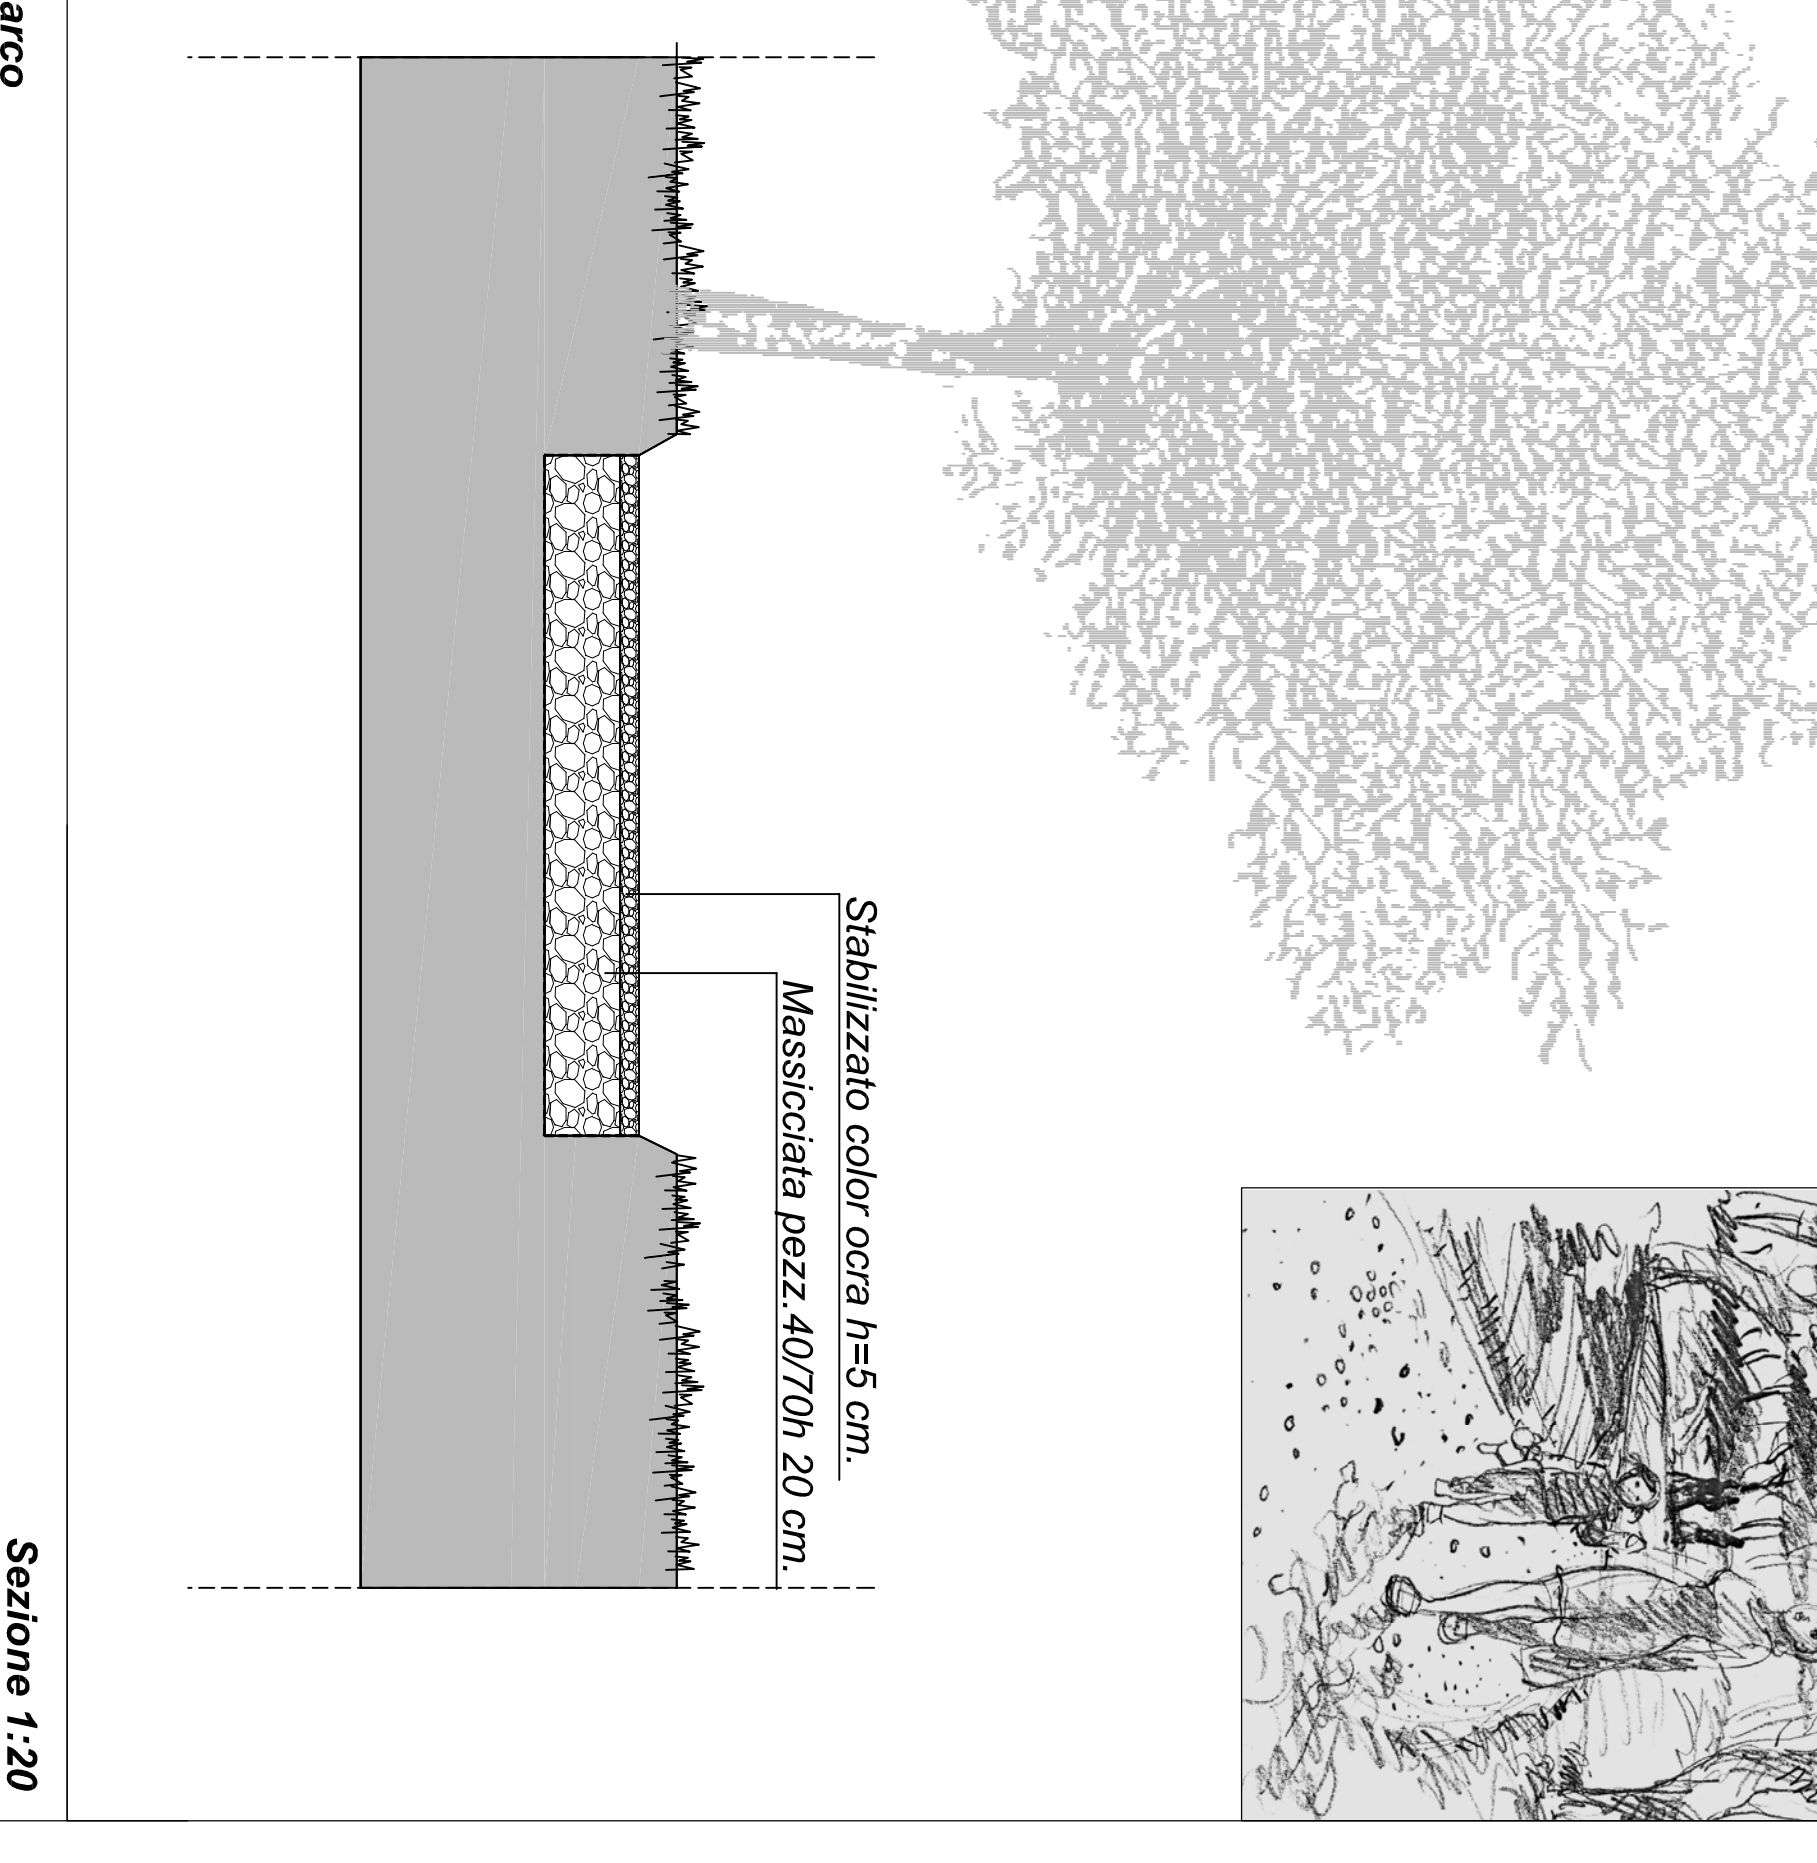 Stabilizzato color ocra h=5 cm.
Massicciata pezz.40/70h 20 cm.
arco
Sezione 1:20